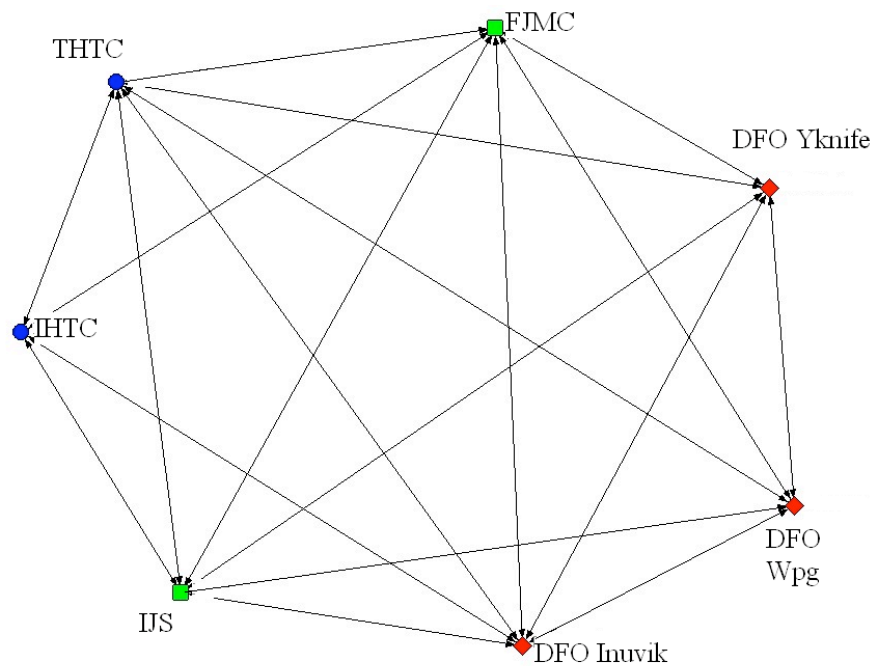 FJMC
THTC
DFO Yknife
IHTC
DFO
Wpg
IJS
DFO Inuvik